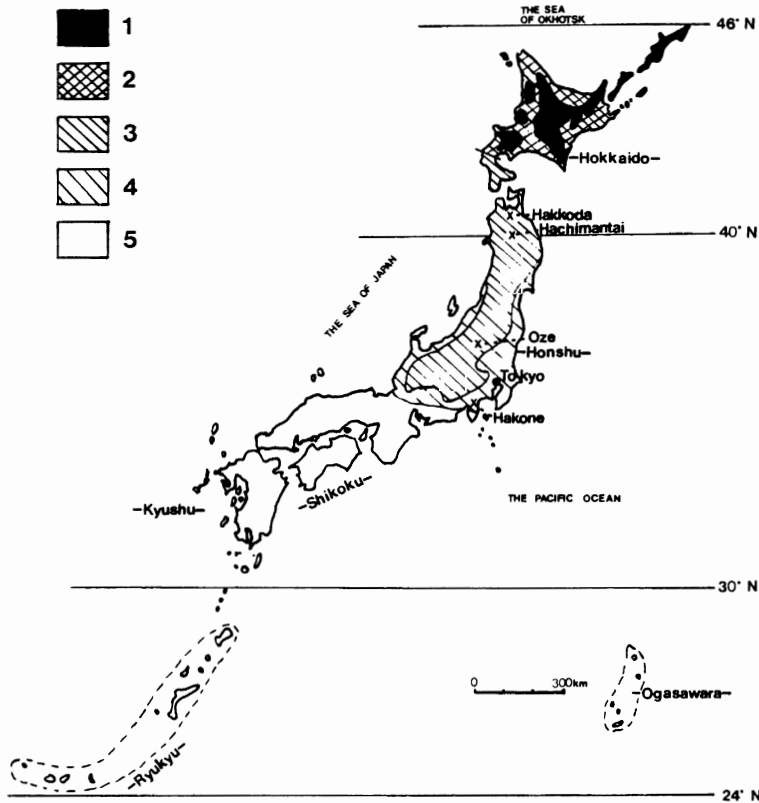 THE SEA
OF OKHOTSK
46° N
1
2
3
4
5
-Hokkaido-
Hakkoda
Hachimantai
40° N
THE SEA OF JAPAN
Oze
Honshu-
Tokyo
Hakone
-Shikoku-
-Kyushu-
THE PACIFIC OCEAN
30° N
0 300km
-Ogasawara-
-Ryukyu-
24° N